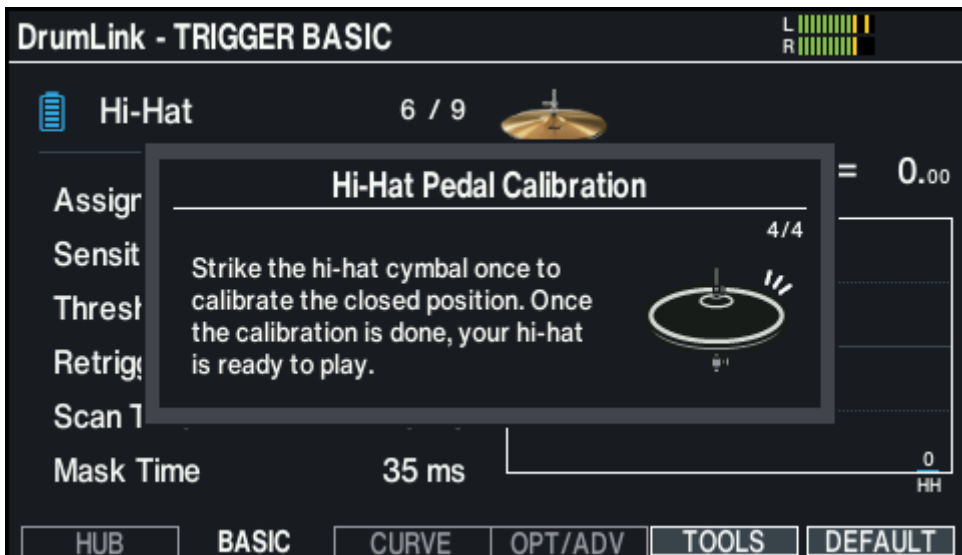 DrumLink - TRIGGER BASIC
L
R
Hi-Hat 6 / 9
= 0.00
Hi-Hat Pedal Calibration
4/4
Strike the hi-hat cymbal once to
calibrate the closed position. Once
the calibration is done, your hi-hat
is ready to play.
Mask Time 35 ms
0
HH
HUB BASIC CURVE OPT/ADV TOOLS DEFAULT